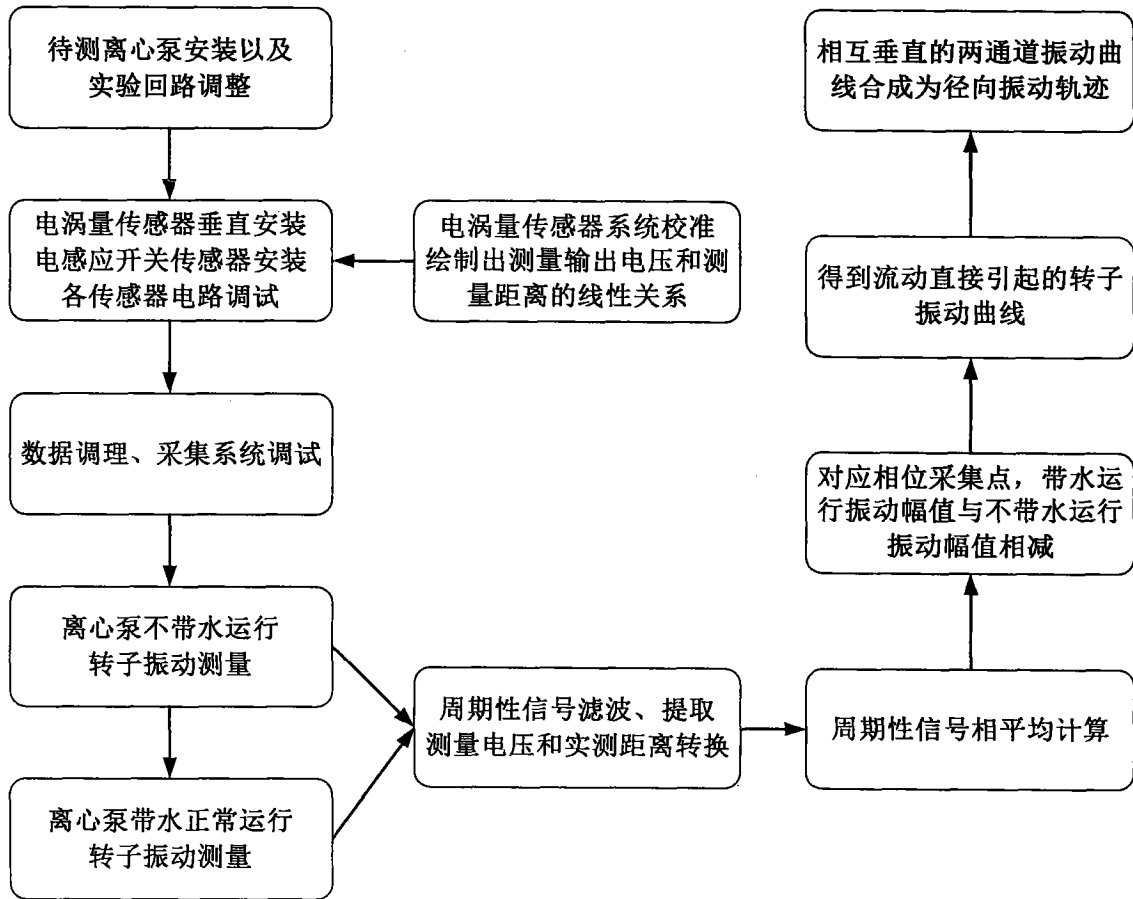 待测离心泵安装以及
实验回路调整
电涡量传感器垂直安装
电感应开关传感器安装
各传感器电路调试
电涡量传感器系统校准
绘制出测量输出电压和测
量距离的线性关系
数据调理、采集系统调试
离心泵不带水运行
转子振动测量
离心泵带水正常运行
转子振动测量
周期性信号滤波、提取
测量电压和实测距离转换
周期性信号相平均计算
对应相位采集点，带水运
行振动幅值与不带水运行
振动幅值相减
得到流动直接引起的转子
振动曲线
相互垂直的两通道振动曲
线合成为径向振动轨迹